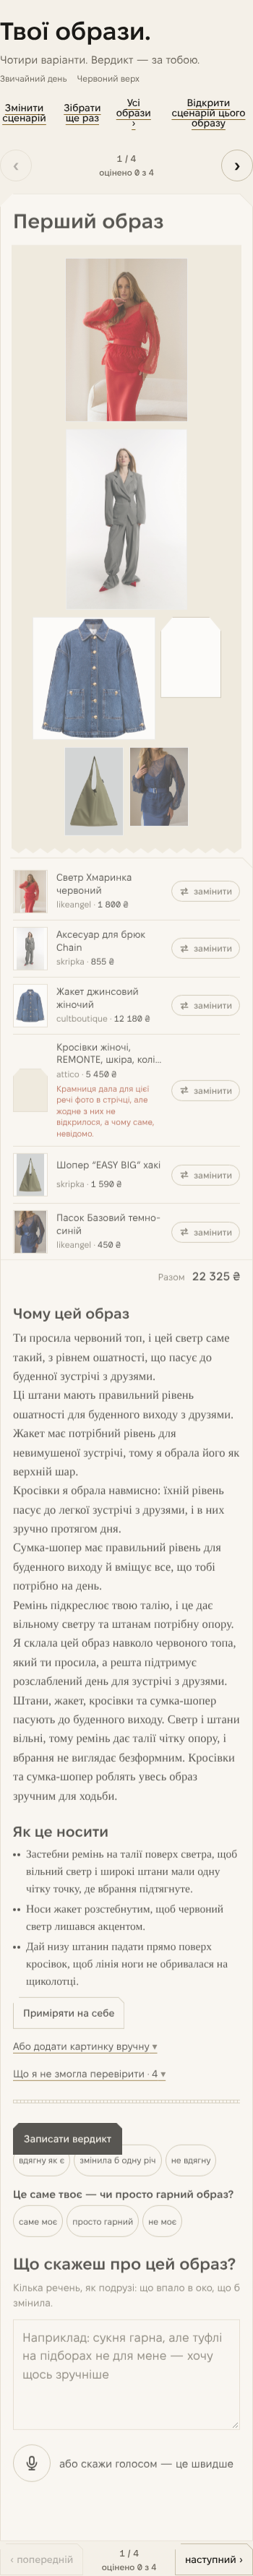 Твої образи.
Чотири варіанти. Вердикт — за тобою.
Звичайний день Червоний верх
Змінити сценарій
Зібрати ще раз
Усі образи ›
Відкрити сценарій цього образу
‹
1 / 4
оцінено 0 з 4
›
Перший образ
Светр Хмаринка
червоний
likeangel · 1 800 ₴
⇄ замінити
Аксесуар для брюк
Chain
skripka · 855 ₴
⇄ замінити
Жакет джинсовий
жіночий
cultboutique · 12 180 ₴
⇄ замінити
Кросівки жіночі,
REMONTE, шкіра, колі...
attico · 5 450 ₴
Крамниця дала для цієї
речі фото в стрічці, але
жодне з них не
відкрилося, а чому саме,
невідомо.
⇄ замінити
Шопер “EASY BIG” хакі
skripka · 1 590 ₴
⇄ замінити
Пасок Базовий темно-
синій
likeangel · 450 ₴
⇄ замінити
Разом 22 325 ₴
Чому цей образ
Ти просила червоний топ, і цей светр саме
такий, з рівнем ошатності, що пасує до
буденної зустрічі з друзями.
Ці штани мають правильний рівень
ошатності для буденного виходу з друзями.
Жакет має потрібний рівень для
невимушеної зустрічі, тому я обрала його як
верхній шар.
Кросівки я обрала навмисно: їхній рівень
пасує до легкої зустрічі з друзями, і в них
зручно протягом дня.
Сумка-шопер має правильний рівень для
буденного виходу й вміщує все, що тобі
потрібно на день.
Ремінь підкреслює твою талію, і це дає
вільному светру та штанам потрібну опору.
Я склала цей образ навколо червоного топа,
який ти просила, а решта підтримує
розслаблений день для зустрічі з друзями.
Штани, жакет, кросівки та сумка-шопер
пасують до буденного виходу. Светр і штани
вільні, тому ремінь дає талії чітку опору, і
вбрання не виглядає безформним. Кросівки
та сумка-шопер роблять увесь образ
зручним для ходьби.
Як це носити
•• Застебни ремінь на талії поверх светра, щоб
вільний светр і широкі штани мали одну
чітку точку, де вбрання підтягнуте.
•• Носи жакет розстебнутим, щоб червоний
светр лишався акцентом.
•• Дай низу штанин падати прямо поверх
кросівок, щоб лінія ноги не обривалася на
щиколотці.
Приміряти на себе
Або додати картинку вручну ▾
Що я не змогла перевірити · 4 ▾
Записати вердикт
вдягну як є
змінила б одну річ
не вдягну
Це саме твоє — чи просто гарний образ?
саме моє
просто гарний
не моє
Що скажеш про цей образ?
Кілька речень, як подрузі: що впало в око, що б
змінила.
Наприклад: сукня гарна, але туфлі
на підборах не для мене — хочу
щось зручніше
або скажи голосом — це швидше
‹ попередній
1 / 4
оцінено 0 з 4
наступний ›